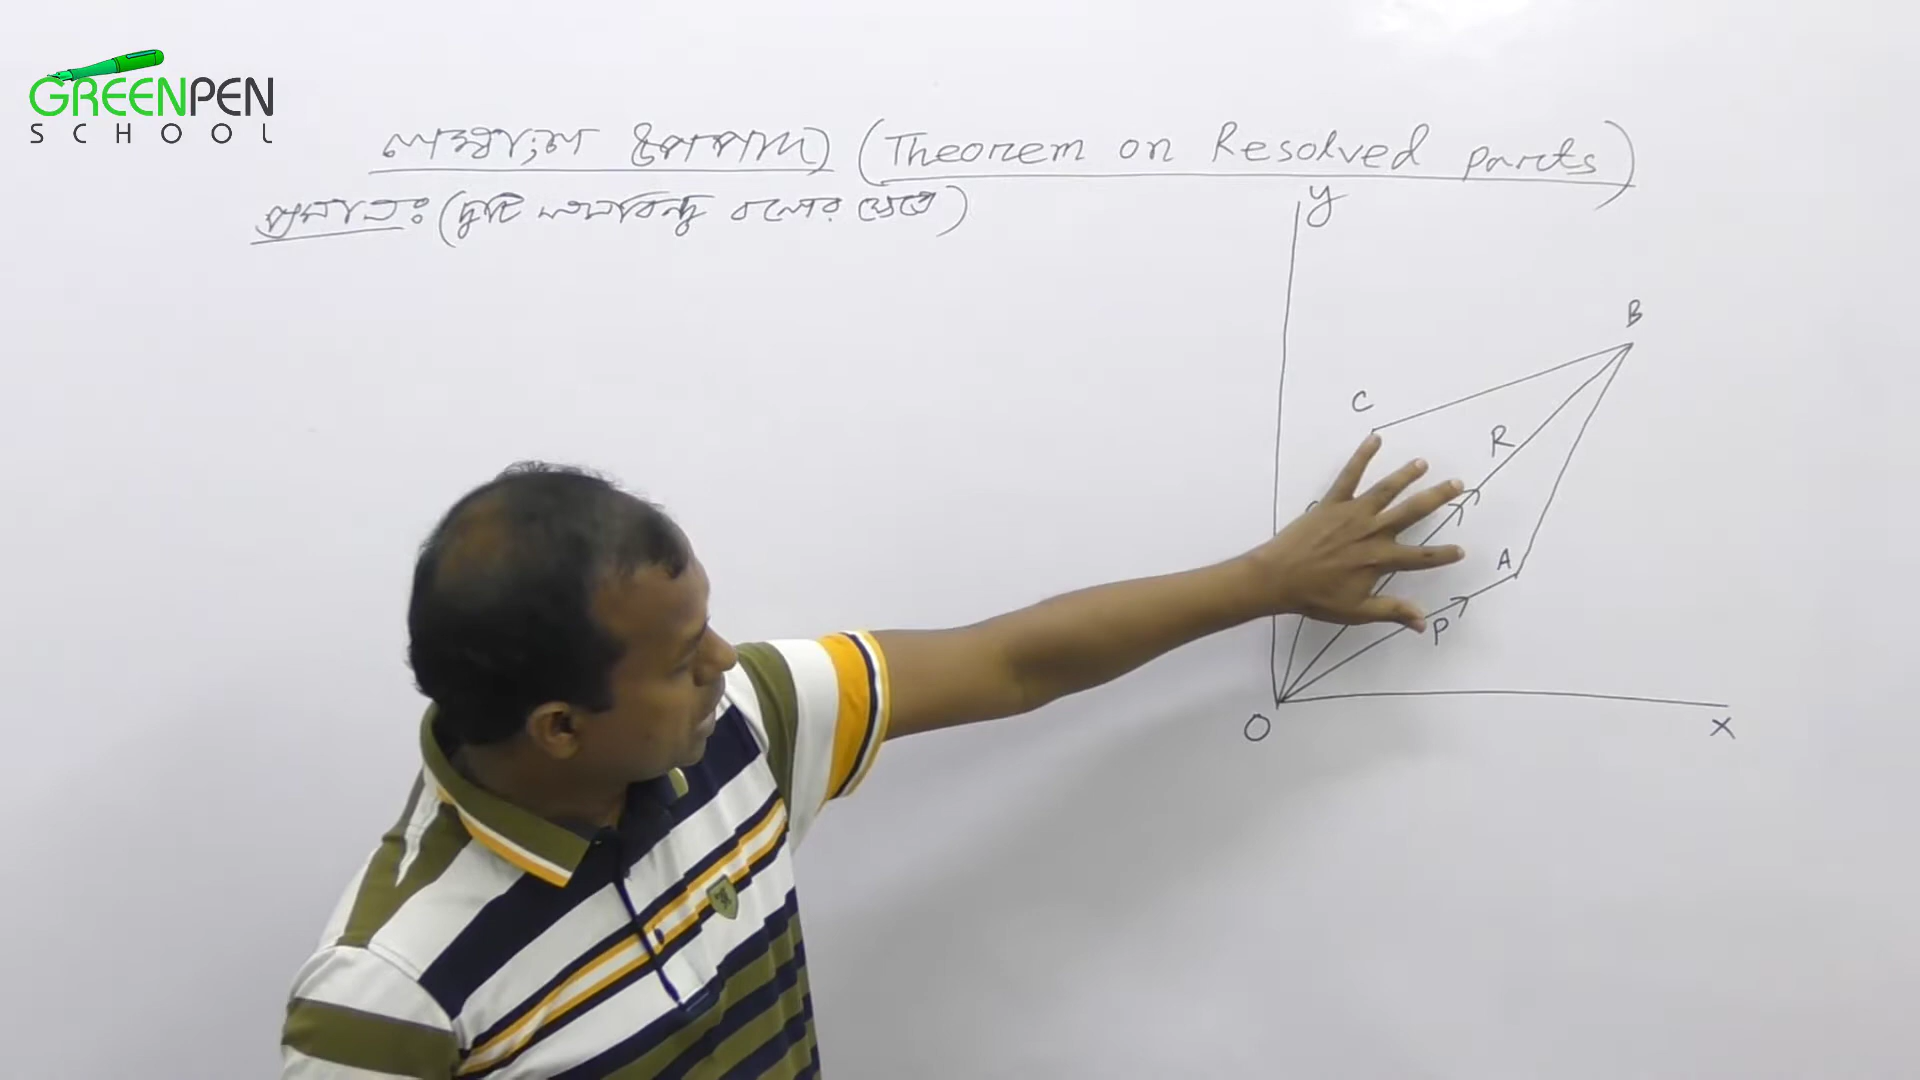 GREENPEN
SCHOOL
লম্বাংশ উপপাদ্য (Theorem on Resolved parts)
প্রমাণঃ (দুটি সমবিন্দু বলের ক্ষেত্রে)
y
B
C
R
A
P
O
x